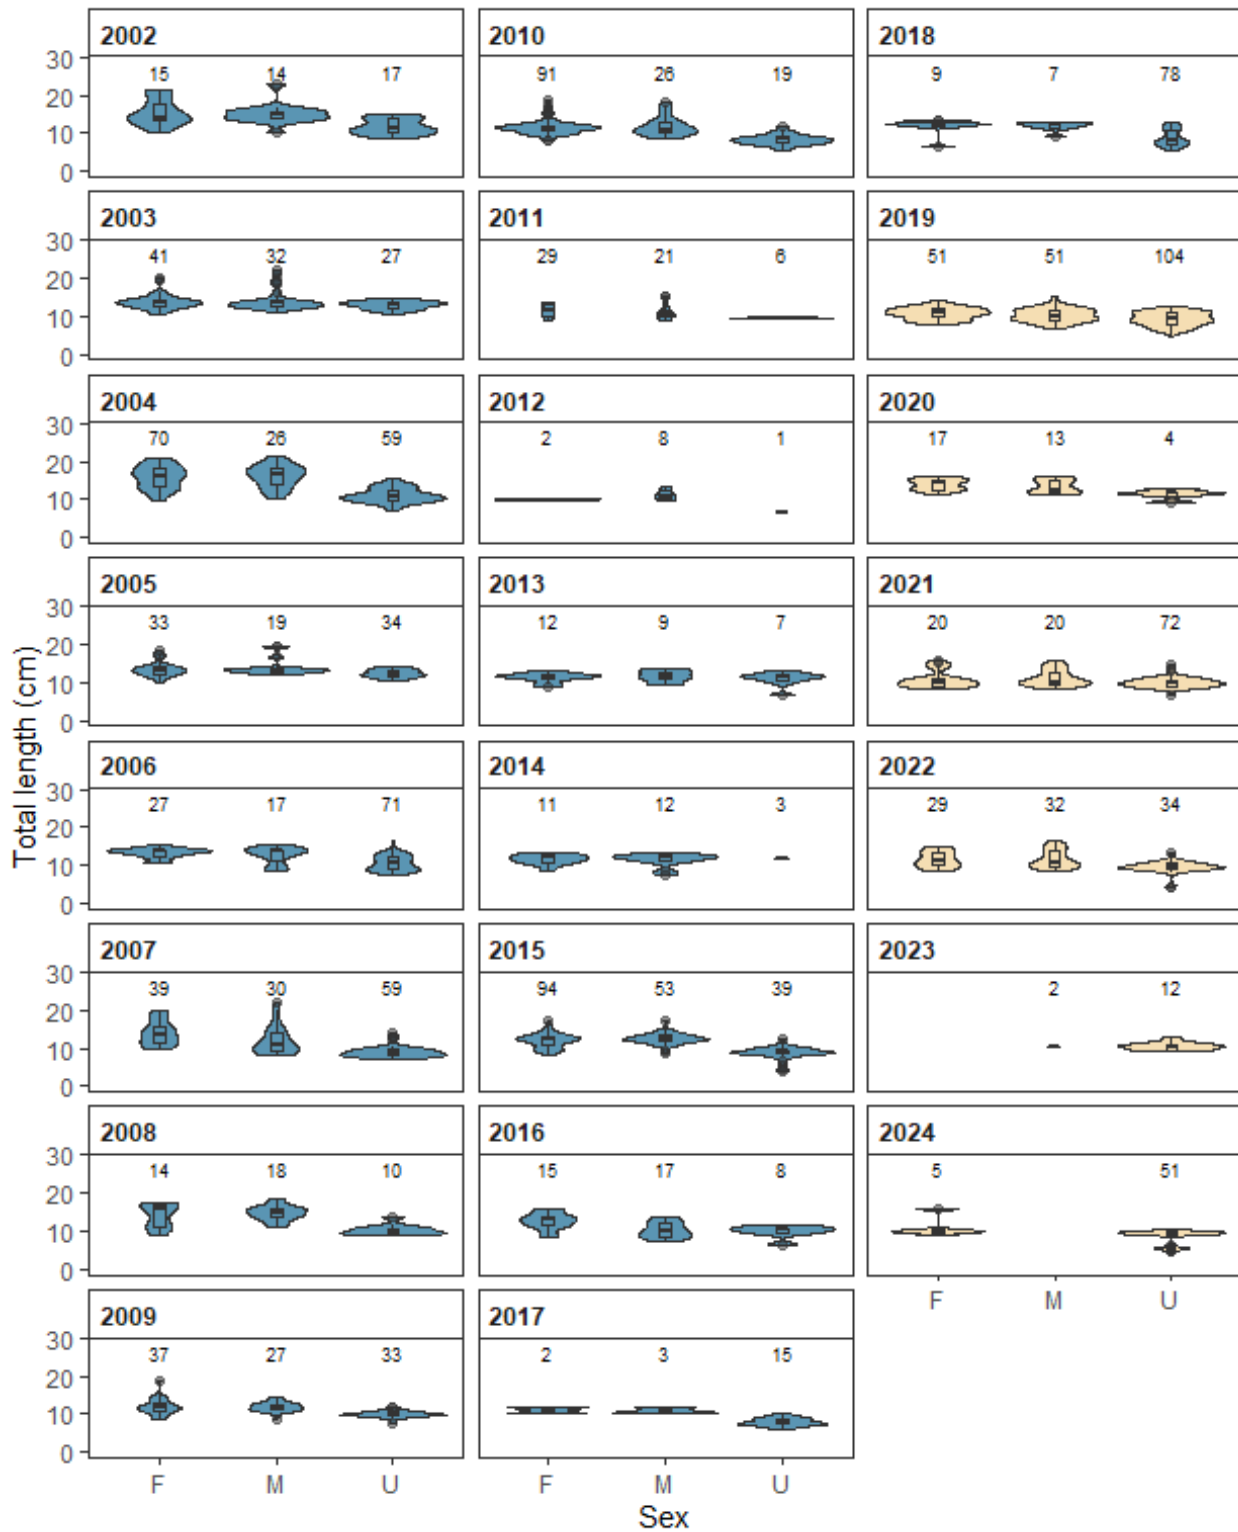 2002 2010 2018
30 15 14 17 91 26 19 9 7 78
20
10
0
2003 2011 2019
30 41 32 27 29 21 6 51 51 104
20
10
0
2004 2012 2020
30 70 26 59 2 8 1 17 13 4
20
10
0
2005 2013 2021
30 33 19 34 12 9 7 20 20 72
20
10
0
2006 2014 2022
30 27 17 71 11 12 3 29 32 34
20
10
0
2007 2015 2023
30 39 30 59 94 53 39 2 12
20
10
0
2008 2016 2024
30 14 18 10 15 17 8 5 51
20
10
0
F M U
2009 2017
30 37 27 33 2 3 15
20
10
0
F M U F M U
Sex
Total length (cm)